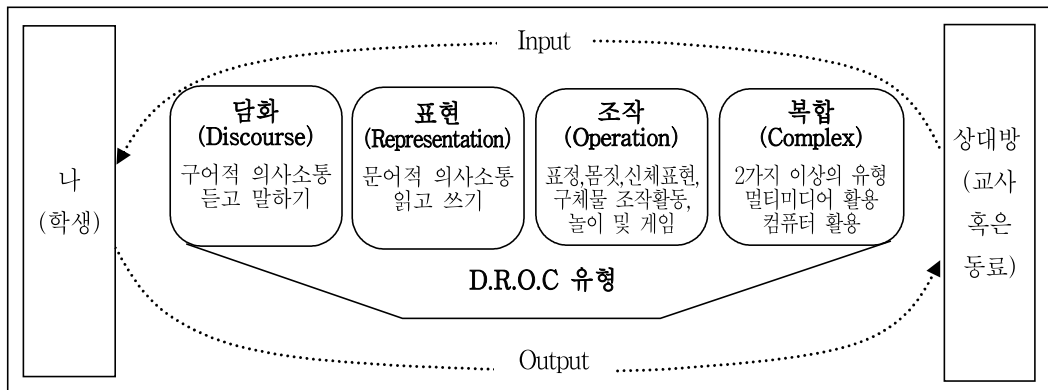 Input
나
(학생)
담화
(Discourse)
구어적 의사소통
듣고 말하기
표현
(Representation)
문어적 의사소통
읽고 쓰기
조작
(Operation)
표정,몸짓,신체표현,
구체물 조작활동,
놀이 및 게임
복합
(Complex)
2가지 이상의 유형
멀티미디어 활용
컴퓨터 활용
상대방
(교사
혹은
동료)
D.R.O.C 유형
Output